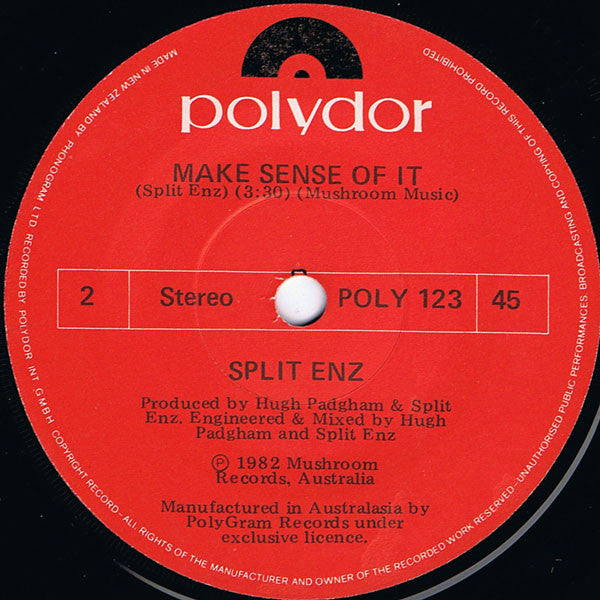 polydor
MAKE SENSE OF IT
(Split Enz) (3:30) (Mushroom Music)
2 Stereo POLY 123 45
SPLIT ENZ
Produced by Hugh Padgham & Split
Enz. Engineered & Mixed by Hugh
Padgham and Split Enz
Ⓟ 1982 Mushroom
Records, Australia
Manufactured in Australasia by
PolyGram Records under
exclusive licence.
MADE IN NEW ZEALAND BY PHONOGRAM LTD. RECORDED BY POLYDOR INT. GMBH COPYRIGHT RECORD–ALL RIGHTS OF THE MANUFACTURER AND OWNER OF THE RECORDED WORK RESERVED–UNAUTHORISED PUBLIC PERFORMANCES BROADCASTING AND COPYING OF THIS RECORD PROHIBITED